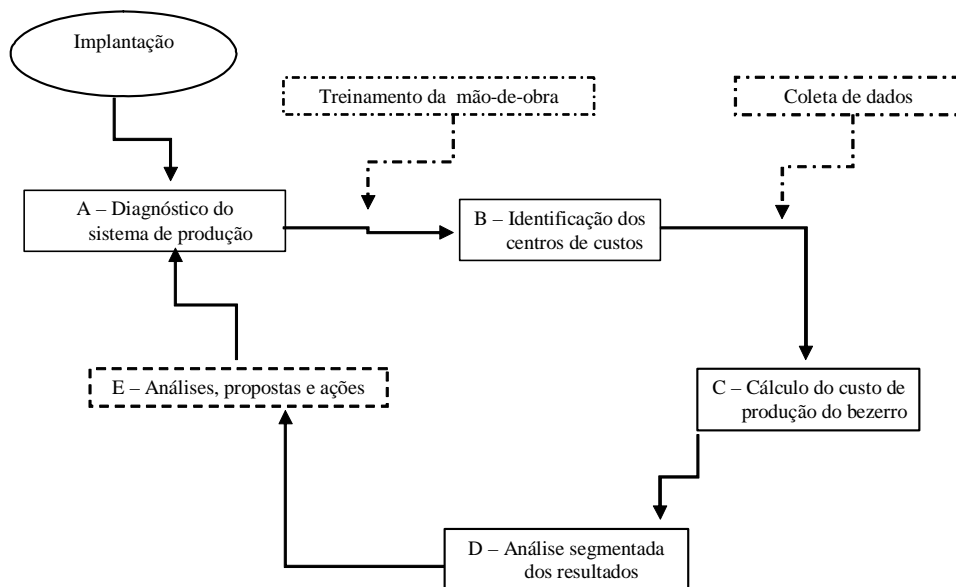 Implantação
Treinamento da mão-de-obra
Coleta de dados
A – Diagnóstico do
sistema de produção
B – Identificação dos
centros de custos
E – Análises, propostas e ações
C – Cálculo do custo de
produção do bezerro
D – Análise segmentada
dos resultados